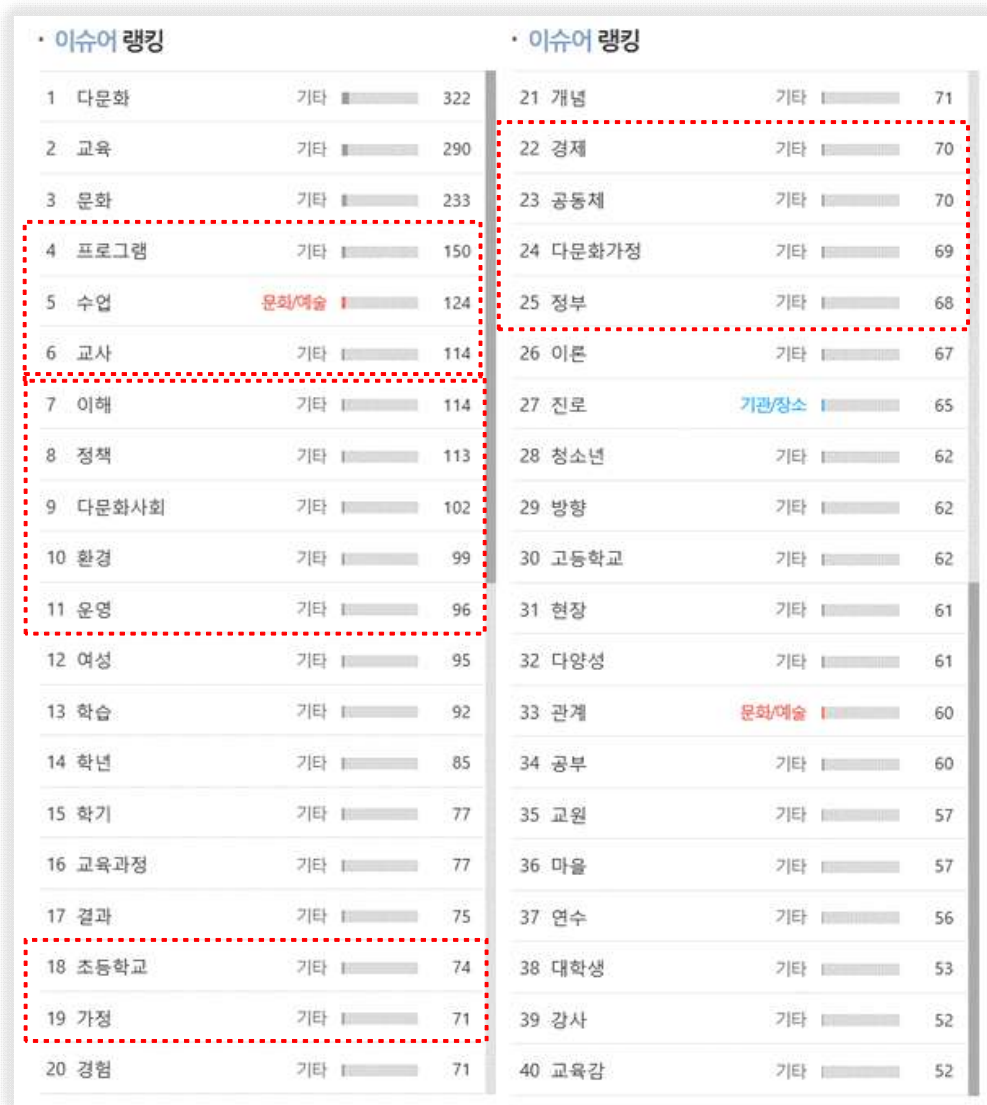 · 이슈어 랭킹
1 다문화 기타 322
2 교육 기타 290
3 문화 기타 233
4 프로그램 기타 150
5 수업 문화/예술 124
6 교사 기타 114
7 이해 기타 114
8 정책 기타 113
9 다문화사회 기타 102
10 환경 기타 99
11 운영 기타 96
12 여성 기타 95
13 학습 기타 92
14 학년 기타 85
15 학기 기타 77
16 교육과정 기타 77
17 결과 기타 75
18 초등학교 기타 74
19 가정 기타 71
20 경험 기타 71
· 이슈어 랭킹
21 개념 기타 71
22 경제 기타 70
23 공동체 기타 70
24 다문화가정 기타 69
25 정부 기타 68
26 이론 기타 67
27 진로 기관/장소 65
28 청소년 기타 62
29 방향 기타 62
30 고등학교 기타 62
31 현장 기타 61
32 다양성 기타 61
33 관계 문화/예술 60
34 공부 기타 60
35 교원 기타 57
36 마을 기타 57
37 연수 기타 56
38 대학생 기타 53
39 강사 기타 52
40 교육감 기타 52